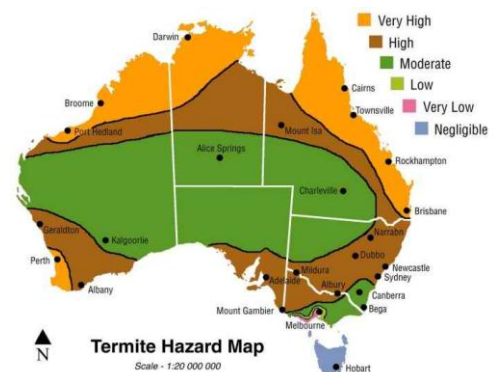 Very High
High
Moderate
Low
Very Low
Negligible
Darwin
Broome
Port Hedland
Cairns
Townsville
Mount Isa
Alice Springs
Rockhampton
Charleville
Brisbane
Geraldton
Kalgoorlie
Narrabn
Dubbo
Perth
Albany
Mildura
Newcastle
Adelaide
Sydney
Albury
Canberra
Mount Gambier
Bega
Melbourne
N
Termite Hazard Map
Scale - 1:20 000 000
Hobart